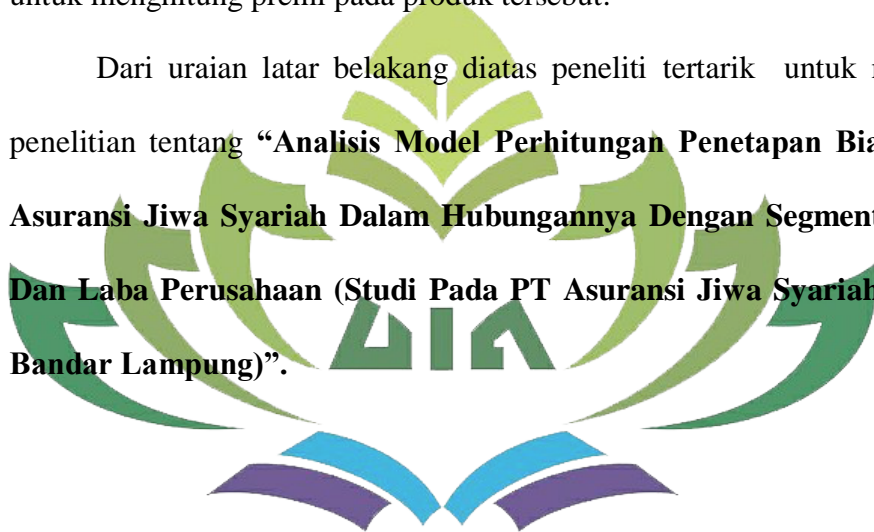 untuk menghitung premi pada produk tersebut.
Dari uraian latar belakang diatas peneliti tertarik untuk
penelitian tentang “Analisis Model Perhitungan Penetapan
Asuransi Jiwa Syariah Dalam Hubungannya Dengan
Dan Laba Perusahaan (Studi Pada PT Asuransi Jiwa Syariah
Bandar Lampung)”.
UIN